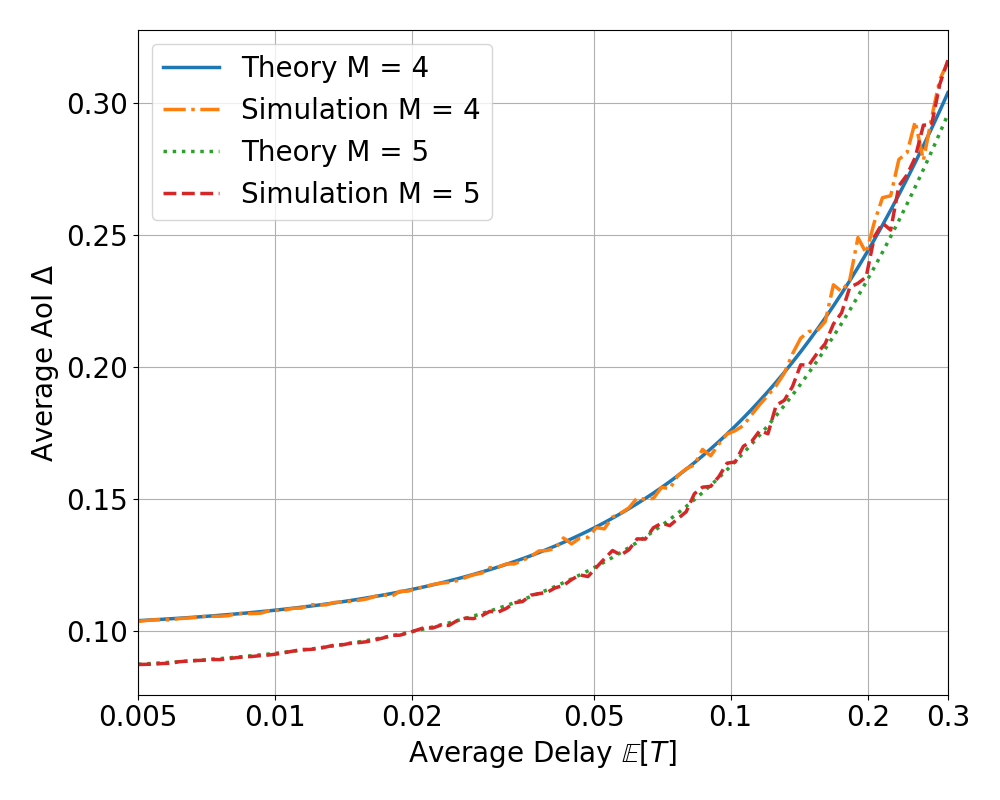 Theory M = 4
Simulation M = 4
Theory M = 5
Simulation M = 5
0.30
0.25
0.20
0.15
0.10
Average AoI Δ
0.005 0.01 0.02 0.05 0.1 0.2 0.3
Average Delay 𝔼[T]